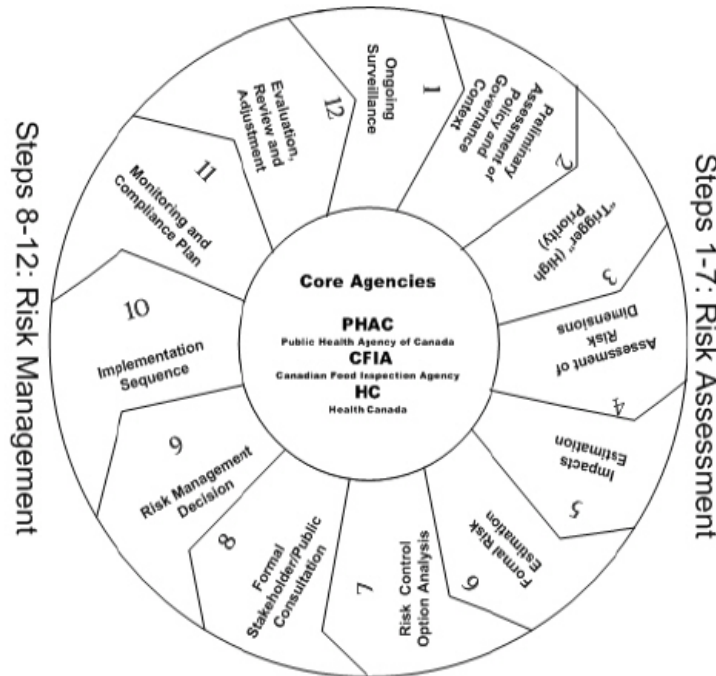 1
Ongoing
Surveillance
2
Preliminary
Assessment of
Policy and
Governance
Context
3
"Trigger" (High
Priority)
4
Assessment of
Risk
Dimensions
5
Impacts
Estimation
6
Formal Risk
Estimation
7
Risk Control
Option Analysis
8
Formal
Stakeholder/Public
Consultation
9
Risk Management
Decision
10
Implementation
Sequence
11
Monitoring and
Compliance Plan
12
Evaluation,
Review and
Adjustment
Core Agencies
PHAC
Public Health Agency of Canada
CFIA
Canadian Food Inspection Agency
HC
Health Canada
Steps 1-7: Risk Assessment
Steps 8-12: Risk Management